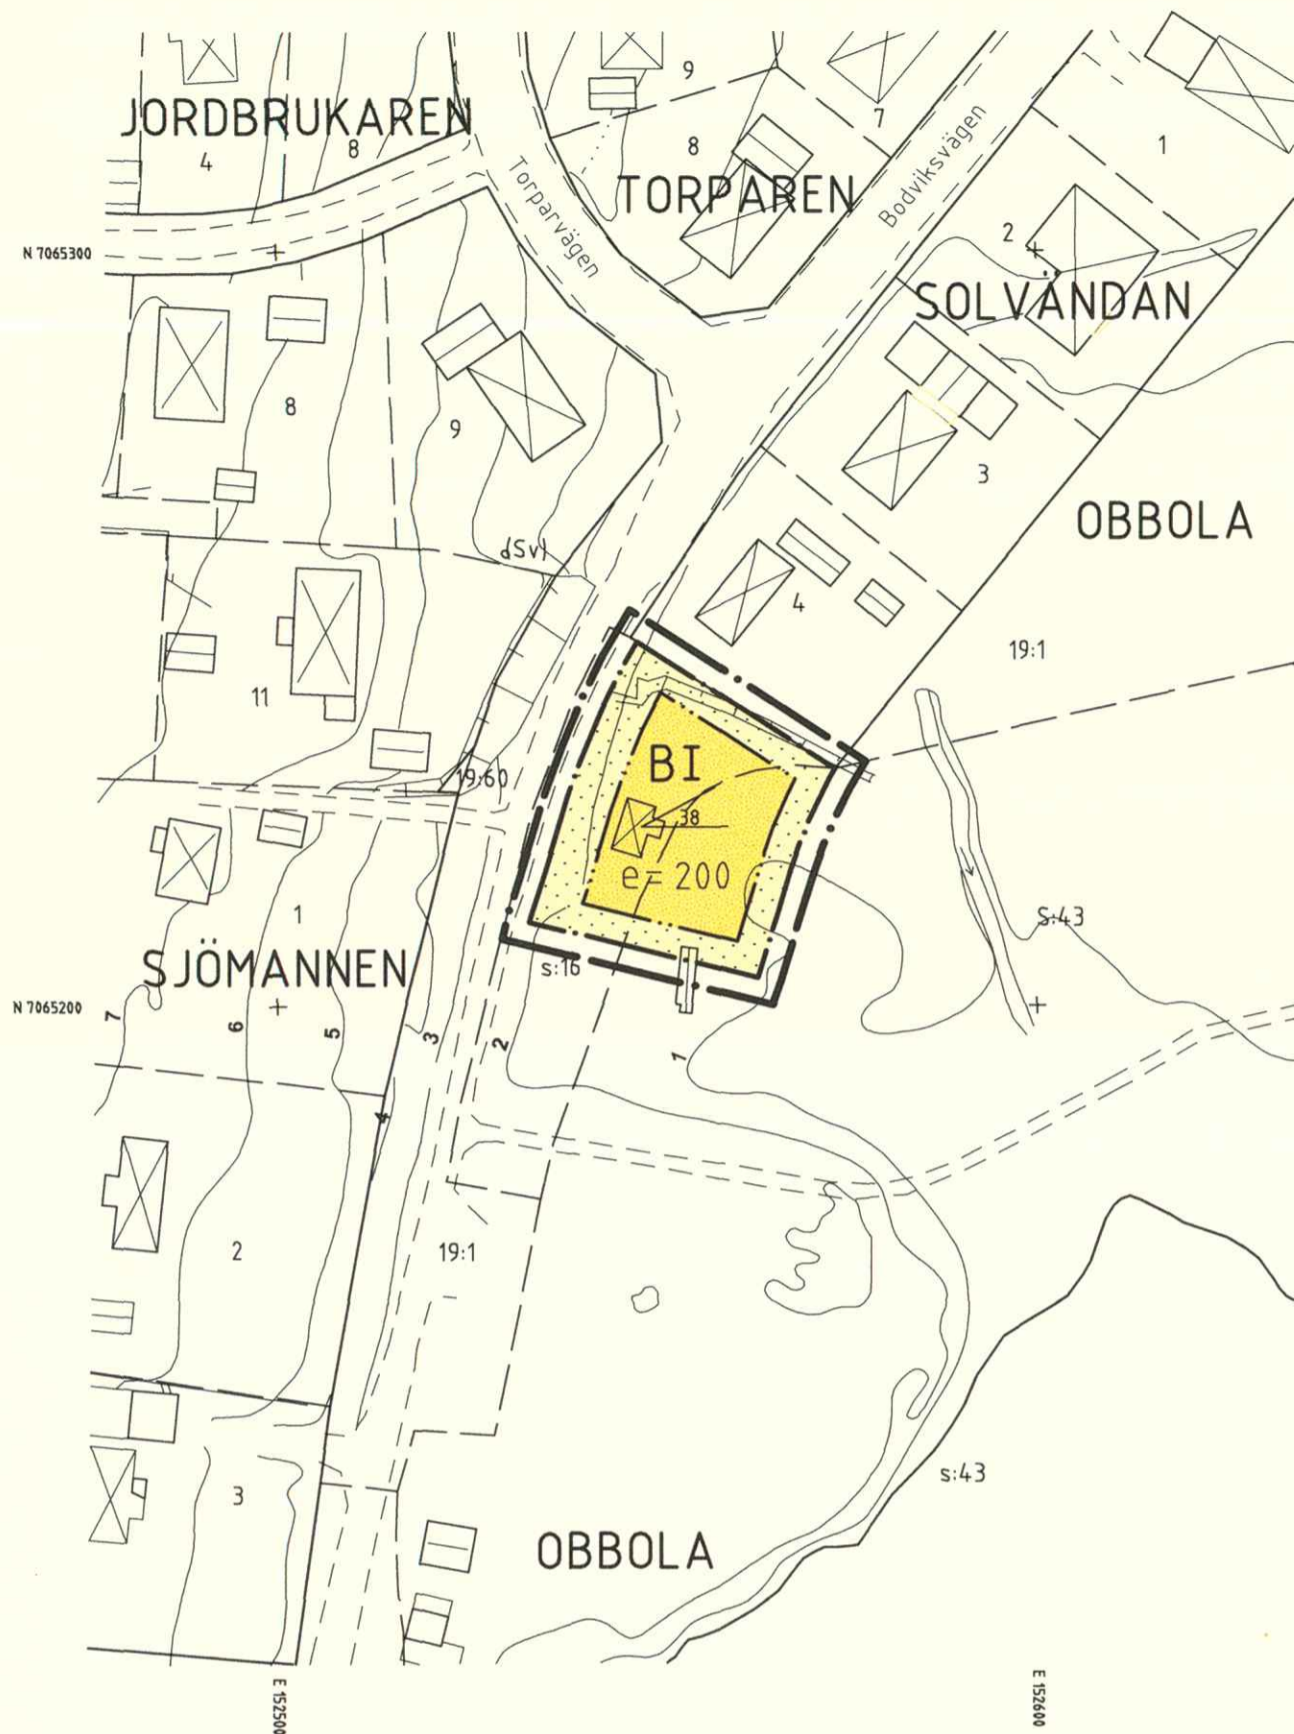 JORDBRUKAREN
4
8
9
7
8
TORPAREN
Torparvägen
Bodviksvägen
1
2
SOLVÄNDAN
N 7065300
8
9
3
OBBOLA
4
19:1
11
19:60
BI
38
e= 200
1
SJÖMANNEN
s:16
S:43
N 7065200
7
6
5
3
2
1
4
2
19:1
3
s:43
OBBOLA
E 152500
E 152600